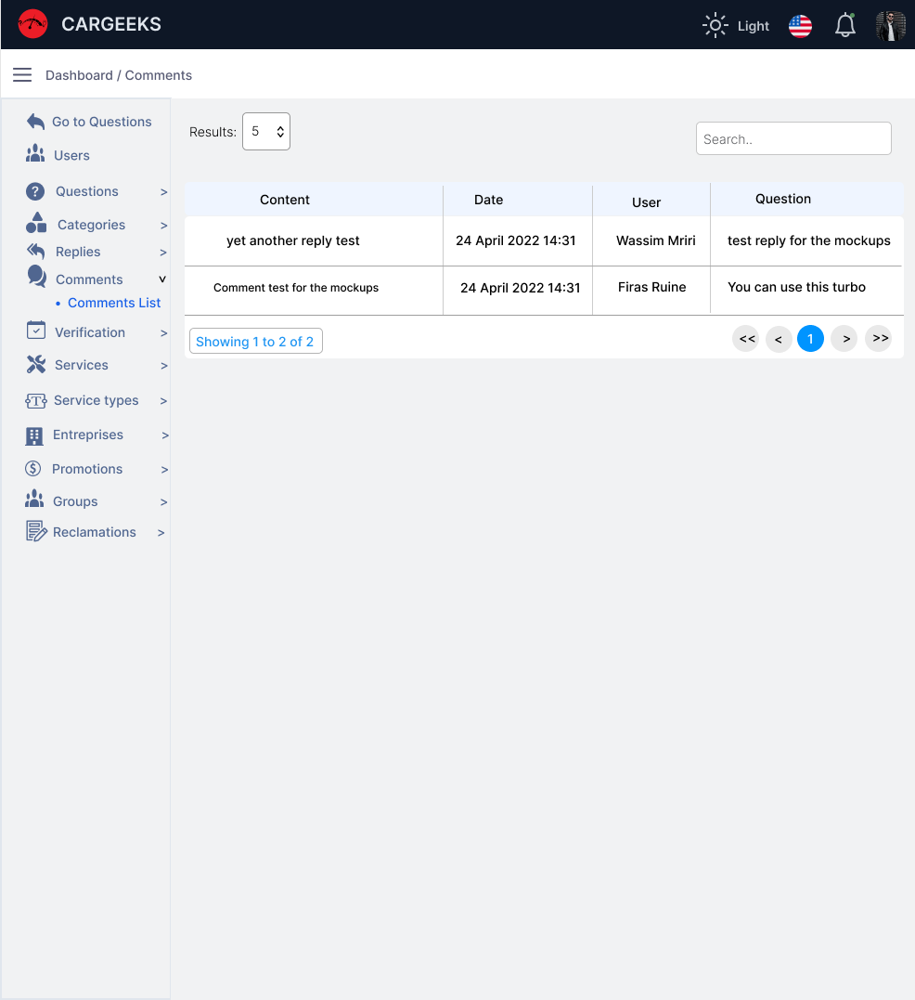 CARGEEKS
Light
Dashboard / Comments
Go to Questions
Users
Questions >
Categories >
Replies >
Comments v
• Comments List
Verification >
Services >
Service types >
Entreprises >
Promotions >
Groups >
Reclamations >
Results: 5
Search..
Content Date User Question
yet another reply test 24 April 2022 14:31 Wassim Mriri test reply for the mockups
Comment test for the mockups 24 April 2022 14:31 Firas Ruine You can use this turbo
Showing 1 to 2 of 2 << < 1 > >>